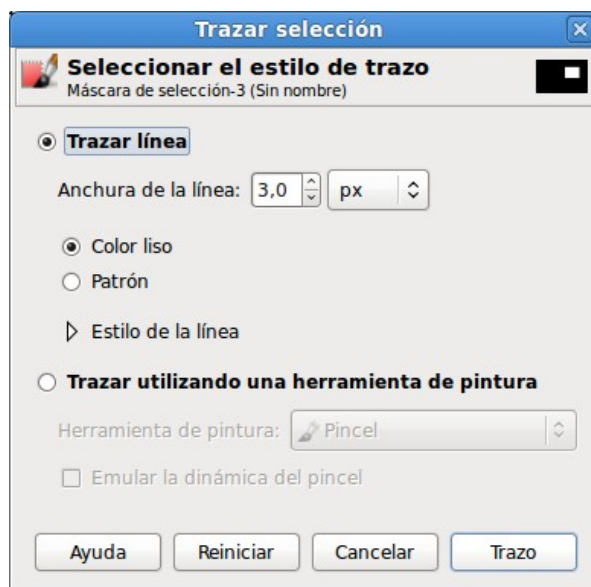 Trazar selección
Seleccionar el estilo de trazo
Máscara de selección-3 (Sin nombre)
Trazar línea
Anchura de la línea: 3,0 px
Color liso
Patrón
Estilo de la línea
Trazar utilizando una herramienta de pintura
Herramienta de pintura: Pincel
Emular la dinámica del pincel
Ayuda Reiniciar Cancelar Trazo